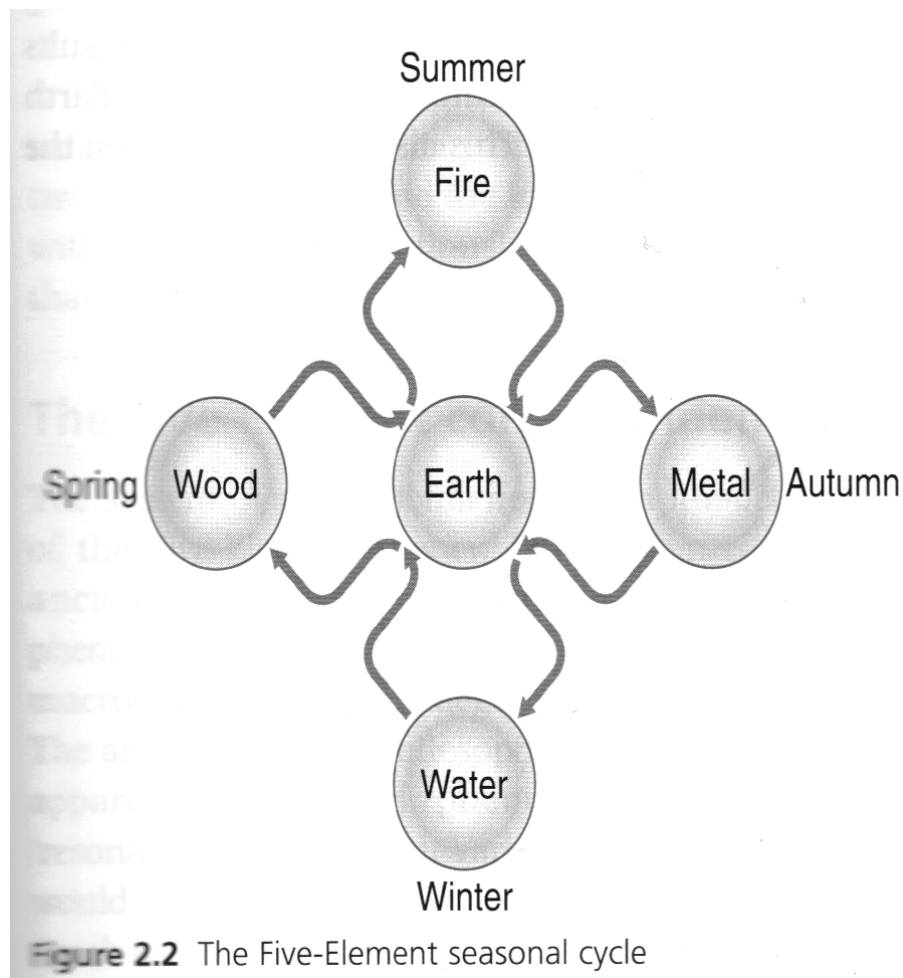 Summer
Fire
Spring
Wood
Earth
Metal
Autumn
Water
Winter
Figure 2.2 The Five-Element seasonal cycle